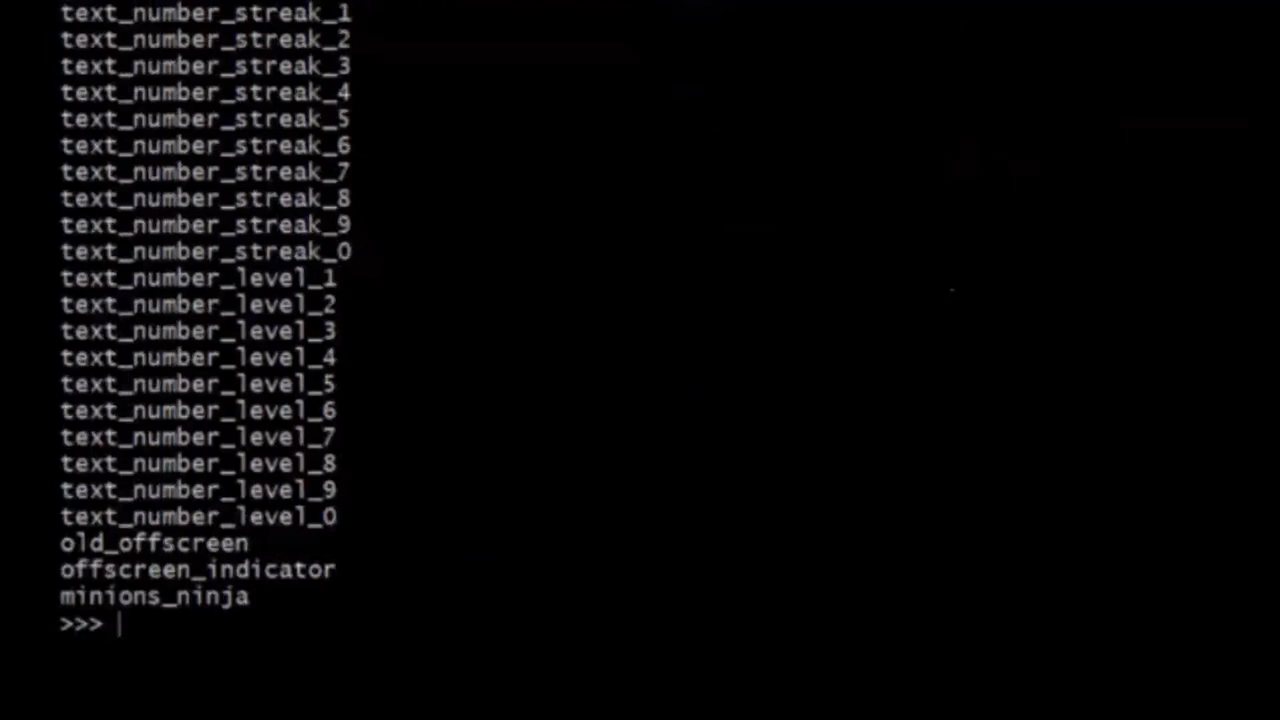 text_number_streak_1
text_number_streak_2
text_number_streak_3
text_number_streak_4
text_number_streak_5
text_number_streak_6
text_number_streak_7
text_number_streak_8
text_number_streak_9
text_number_streak_0
text_number_level_1
text_number_level_2
text_number_level_3
text_number_level_4
text_number_level_5
text_number_level_6
text_number_level_7
text_number_level_8
text_number_level_9
text_number_level_0
old_offscreen
offscreen_indicator
minions_ninja
>>>